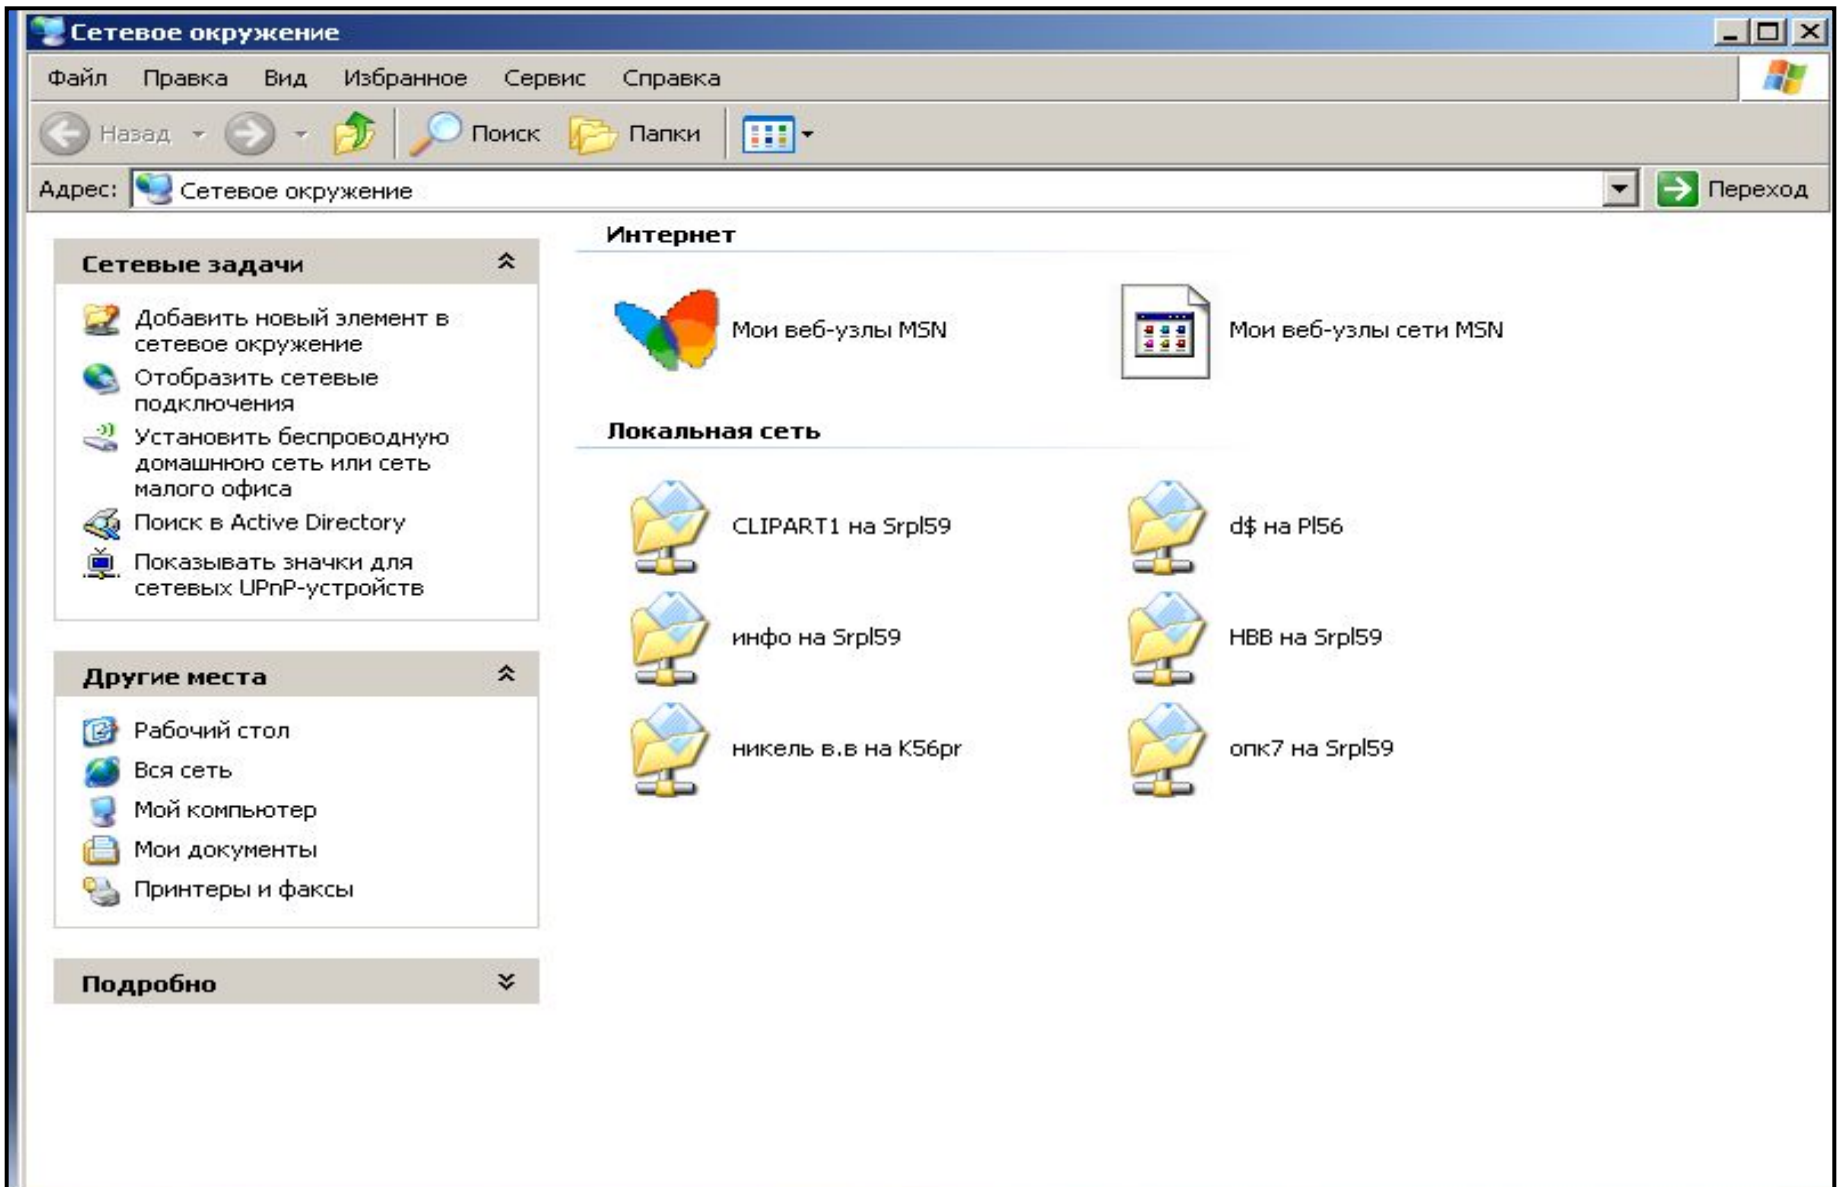 Сетевое окружение
Файл Правка Вид Избранное Сервис Справка
Назад Поиск Папки
Адрес: Сетевое окружение Переход
Сетевые задачи
Добавить новый элемент в
сетевое окружение
Отобразить сетевые
подключения
Установить беспроводную
домашнюю сеть или сеть
малого офиса
Поиск в Active Directory
Показывать значки для
сетевых UPnP-устройств
Другие места
Рабочий стол
Вся сеть
Мой компьютер
Мои документы
Принтеры и факсы
Подробно
Интернет
Мои веб-узлы MSN
Мои веб-узлы сети MSN
Локальная сеть
CLIPART1 на Srpl59
d$ на Pl56
инфо на Srpl59
НВВ на Srpl59
никель в.в на K56pr
опк7 на Srpl59